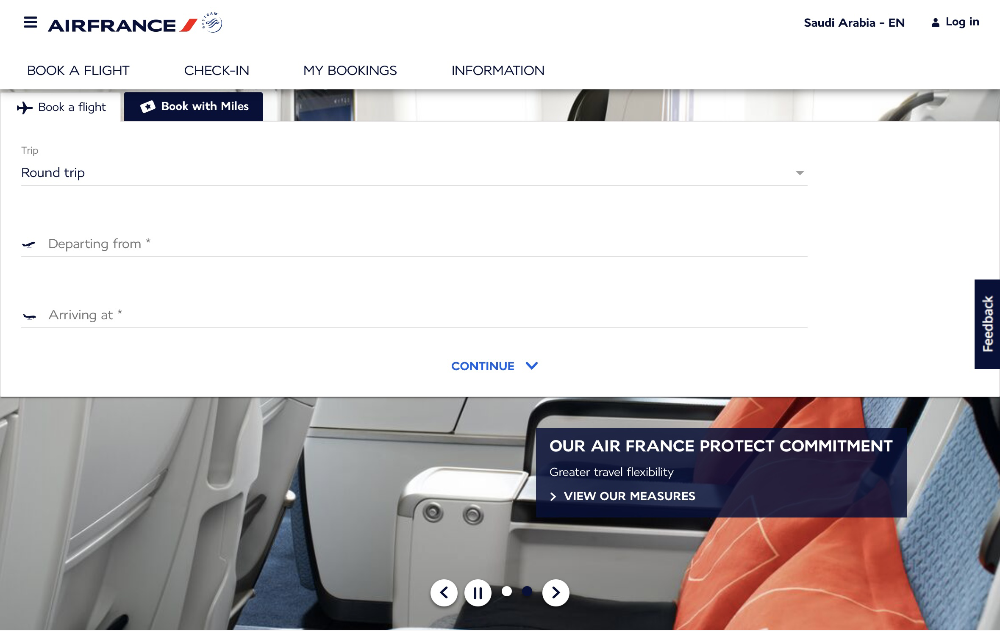 AIRFRANCE
SKYTEAM
Saudi Arabia - EN
Log in
BOOK A FLIGHT
CHECK-IN
MY BOOKINGS
INFORMATION
Book a flight
Book with Miles
Trip
Round trip
Departing from *
Arriving at *
CONTINUE
Feedback
OUR AIR FRANCE PROTECT COMMITMENT
Greater travel flexibility
VIEW OUR MEASURES